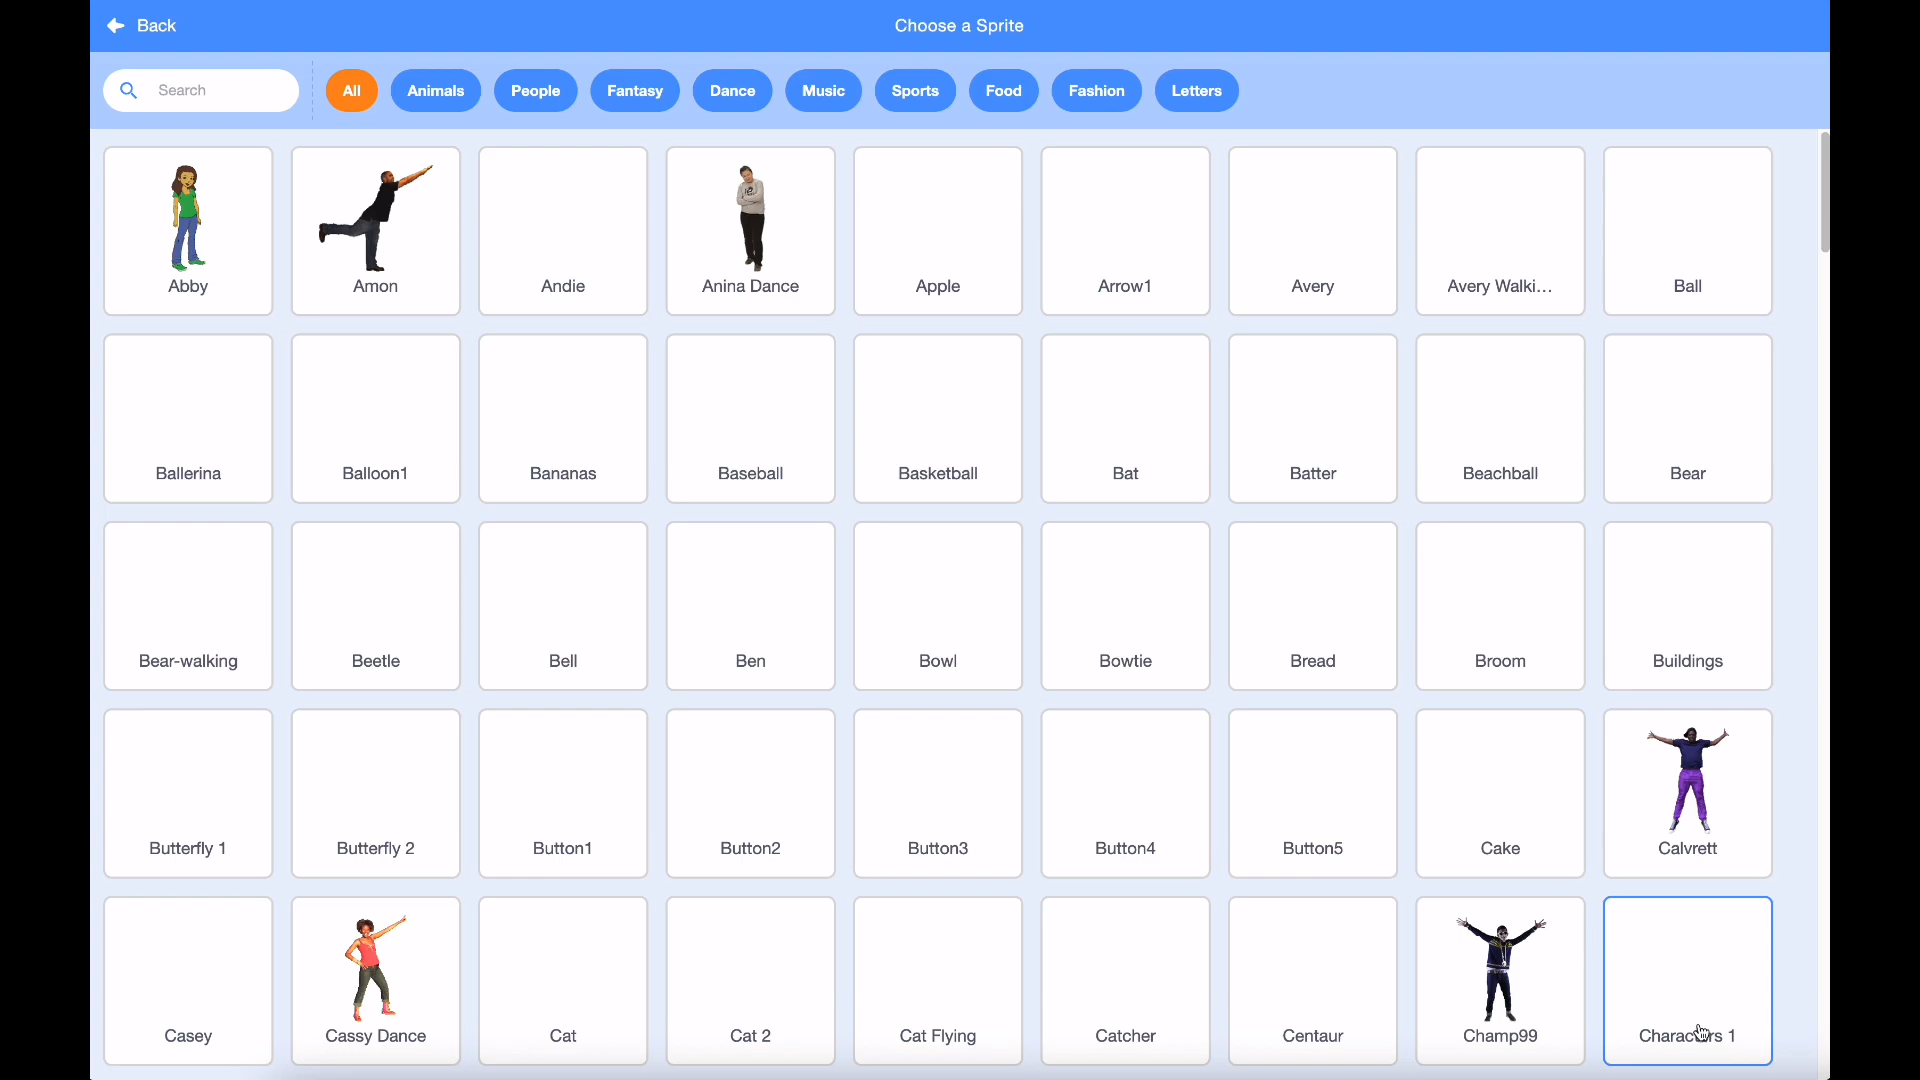 Back
Choose a Sprite
Search
All Animals People Fantasy Dance Music Sports Food Fashion Letters
Abby Amon Andie Anina Dance Apple Arrow1 Avery Avery Walki... Ball
Ballerina Balloon1 Bananas Baseball Basketball Bat Batter Beachball Bear
Bear-walking Beetle Bell Ben Bowl Bowtie Bread Broom Buildings
Butterfly 1 Butterfly 2 Button1 Button2 Button3 Button4 Button5 Cake Calvrett
Casey Cassy Dance Cat Cat 2 Cat Flying Catcher Centaur Champ99 Characters 1